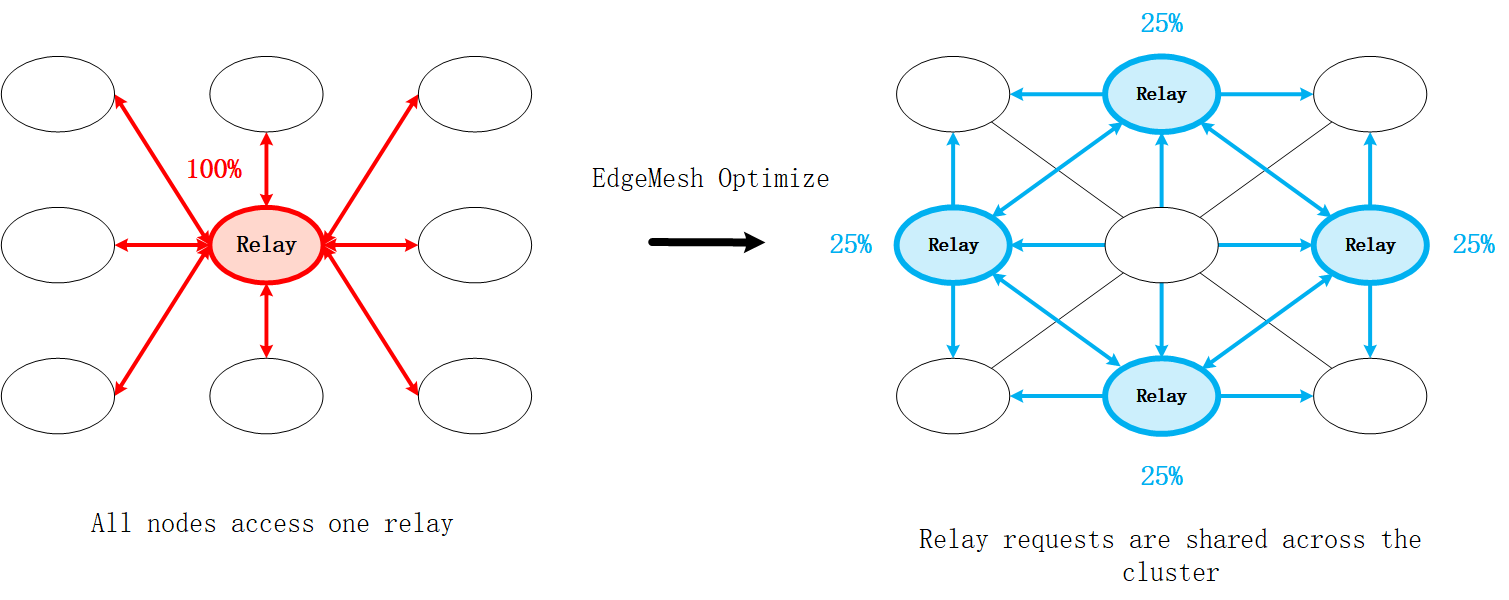 100%
Relay
All nodes access one relay
EdgeMesh Optimize
25%
Relay
25%
Relay
Relay
25%
Relay
25%
Relay requests are shared across the
cluster